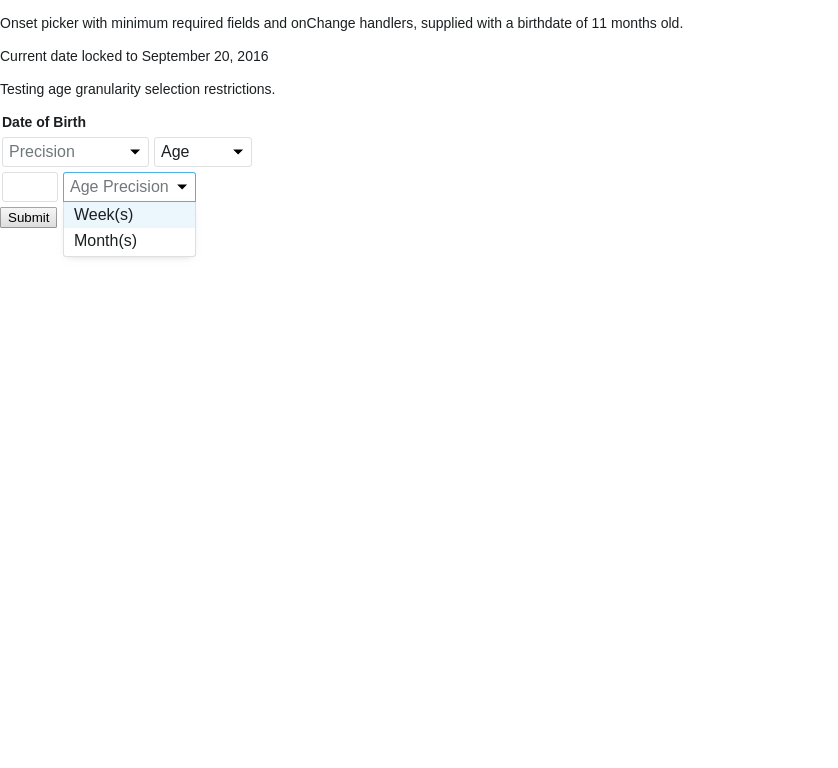 Onset picker with minimum required fields and onChange handlers, supplied with a birthdate of 11 months old.
Current date locked to September 20, 2016
Testing age granularity selection restrictions.
Date of Birth
Precision Age
Age Precision
Submit Week(s)
Month(s)